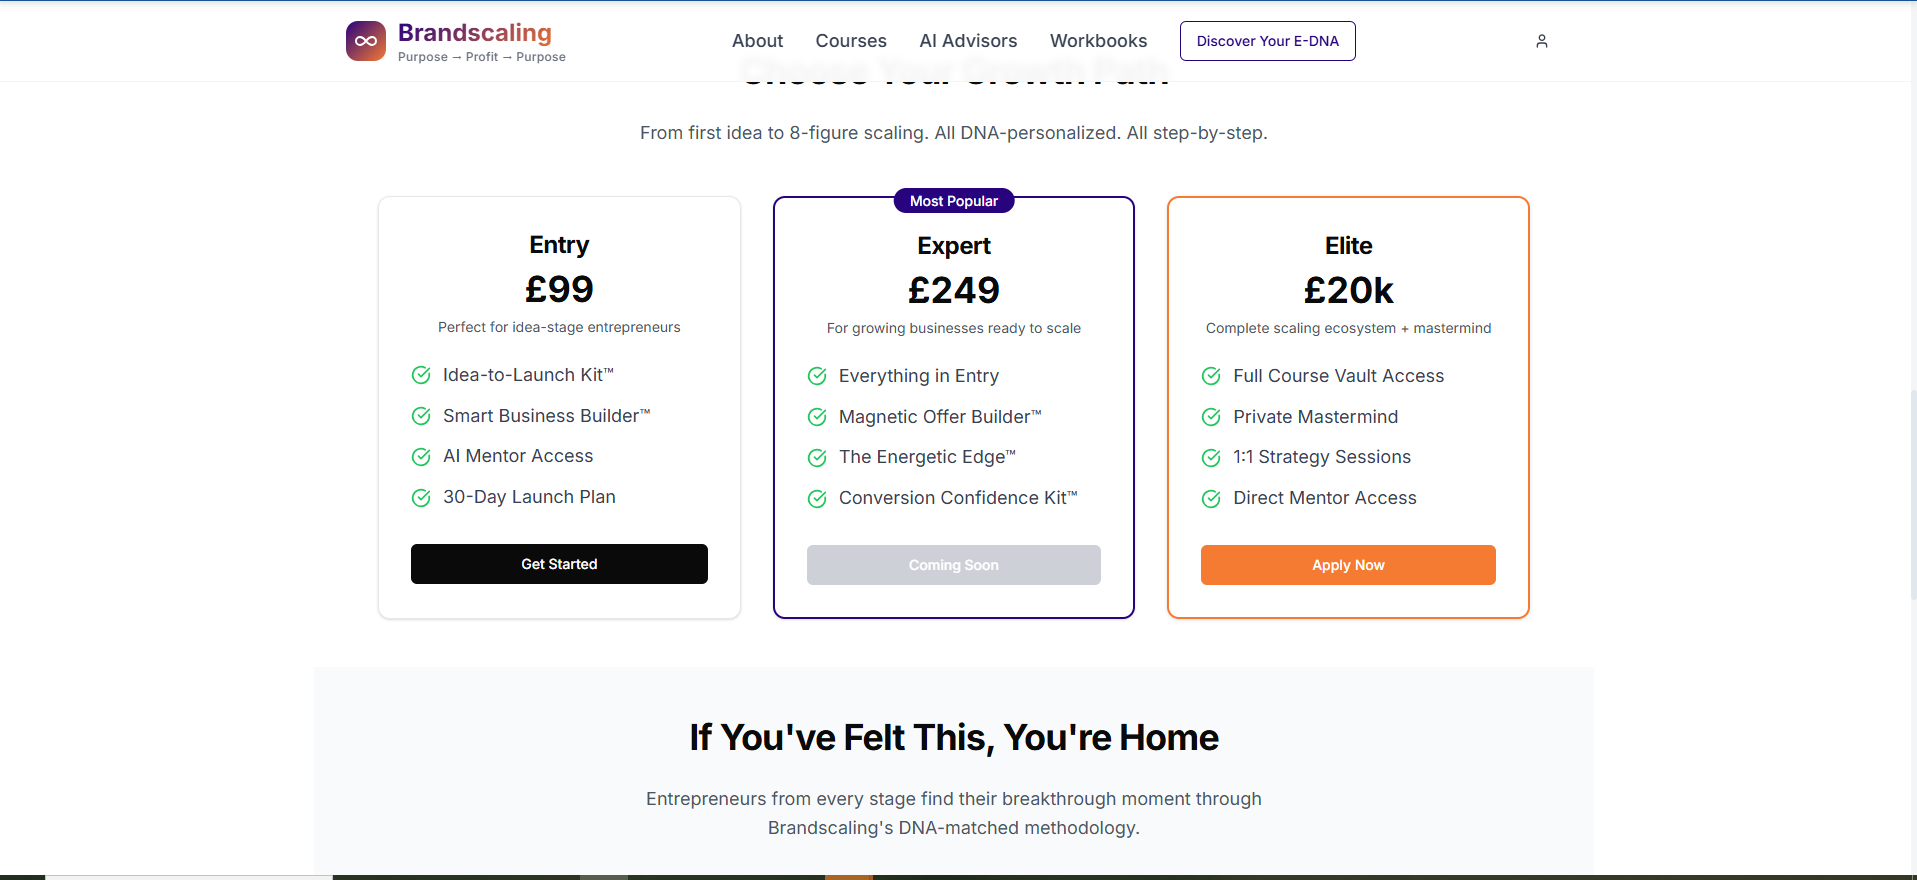 Brandscaling
Purpose → Profit → Purpose
About
Courses
AI Advisors
Workbooks
Discover Your E-DNA
Choose Your Growth Path
From first idea to 8-figure scaling. All DNA-personalized. All step-by-step.
Entry
£99
Perfect for idea-stage entrepreneurs
Idea-to-Launch Kit™
Smart Business Builder™
AI Mentor Access
30-Day Launch Plan
Get Started
Most Popular
Expert
£249
For growing businesses ready to scale
Everything in Entry
Magnetic Offer Builder™
The Energetic Edge™
Conversion Confidence Kit™
Coming Soon
Elite
£20k
Complete scaling ecosystem + mastermind
Full Course Vault Access
Private Mastermind
1:1 Strategy Sessions
Direct Mentor Access
Apply Now
If You've Felt This, You're Home
Entrepreneurs from every stage find their breakthrough moment through
Brandscaling's DNA-matched methodology.